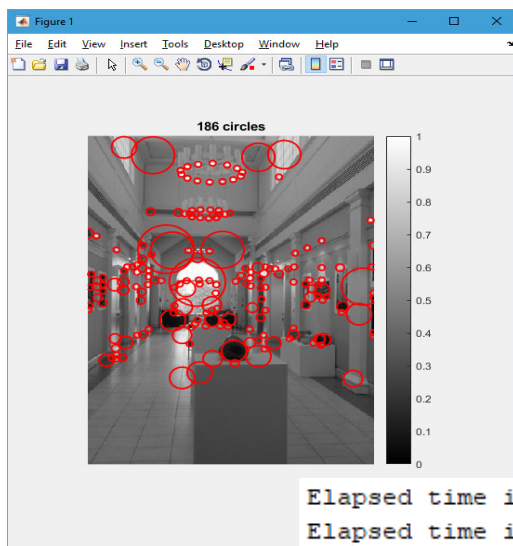 Figure 1
File Edit View Insert Tools Desktop Window Help
186 circles
1
0.9
0.8
0.7
0.6
0.5
0.4
0.3
0.2
0.1
0
Elapsed time i
Elapsed time i